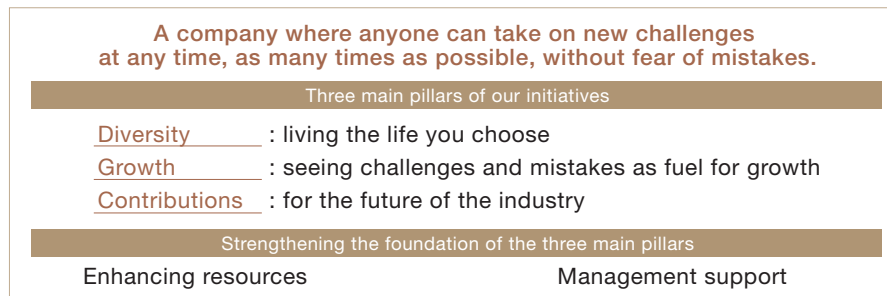 A company where anyone can take on new challenges
at any time, as many times as possible, without fear of mistakes.
Three main pillars of our initiatives
Diversity : living the life you choose
Growth : seeing challenges and mistakes as fuel for growth
Contributions : for the future of the industry
Strengthening the foundation of the three main pillars
Enhancing resources Management support